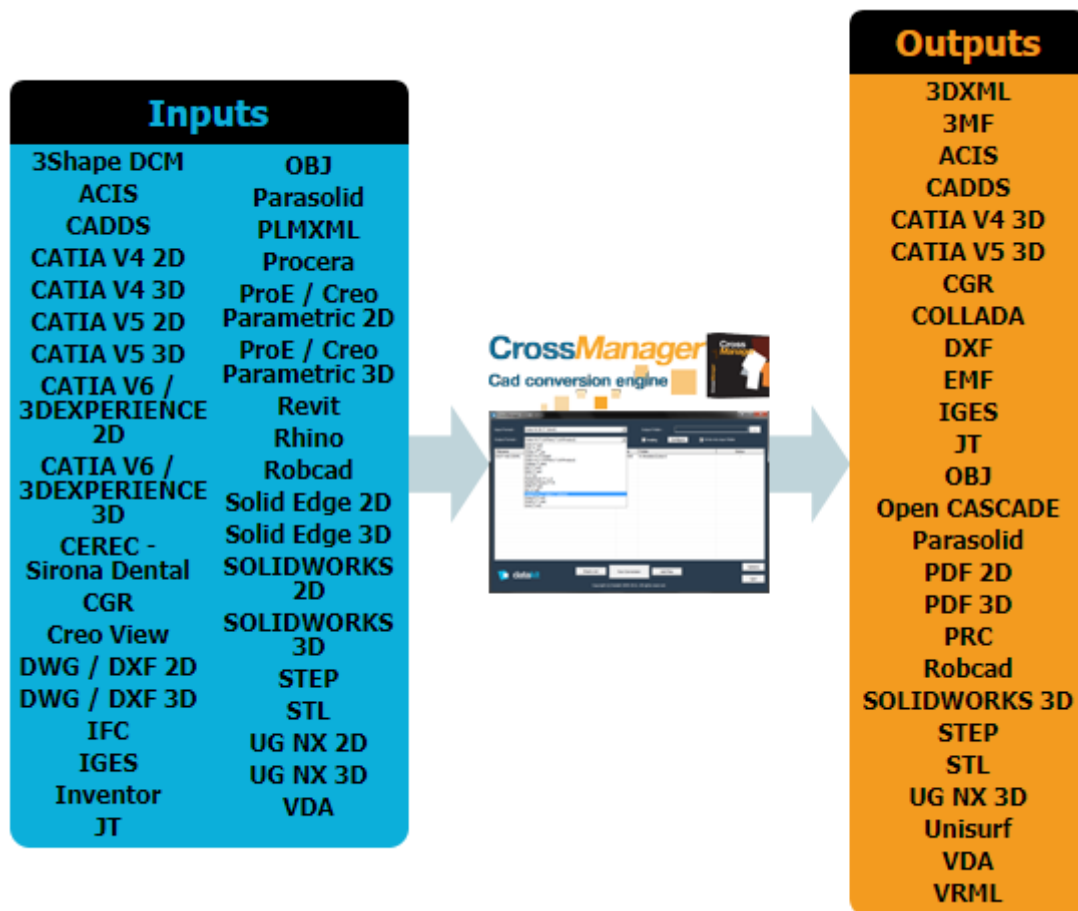 Inputs
3Shape DCM
ACIS
CADDS
CATIA V4 2D
CATIA V4 3D
CATIA V5 2D
CATIA V5 3D
CATIA V6 /
3DEXPERIENCE
2D
CATIA V6 /
3DEXPERIENCE
3D
CEREC -
Sirona Dental
CGR
Creo View
DWG / DXF 2D
DWG / DXF 3D
IFC
IGES
Inventor
JT
OBJ
Parasolid
PLMXML
Procera
ProE / Creo
Parametric 2D
ProE / Creo
Parametric 3D
Revit
Rhino
Robcad
Solid Edge 2D
Solid Edge 3D
SOLIDWORKS
2D
SOLIDWORKS
3D
STEP
STL
UG NX 2D
UG NX 3D
VDA
CrossManager
Cad conversion engine
Cross
Manager
Outputs
3DXML
3MF
ACIS
CADDS
CATIA V4 3D
CATIA V5 3D
CGR
COLLADA
DXF
EMF
IGES
JT
OBJ
Open CASCADE
Parasolid
PDF 2D
PDF 3D
PRC
Robcad
SOLIDWORKS 3D
STEP
STL
UG NX 3D
Unisurf
VDA
VRML